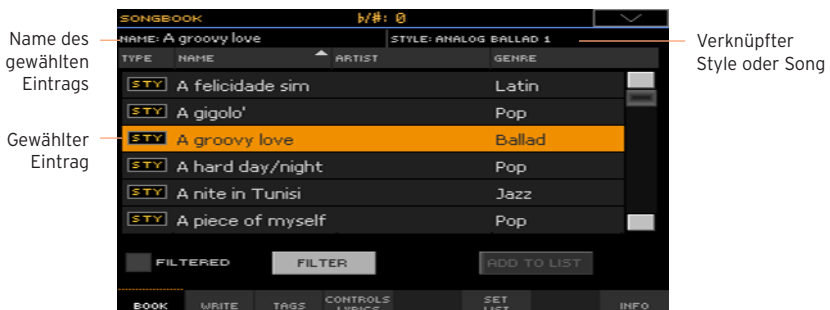 SONGBOOK ♭/#: 0
Name des gewählten Eintrags
NAME: A groovy love STYLE: ANALOG BALLAD 1
Verknüpfter Style oder Song
TYPE NAME ARTIST GENRE
STY A felicidade sim Latin
STY A gigolo' Pop
Gewählter Eintrag
STY A groovy love Ballad
STY A hard day/night Pop
STY A nite in Tunisi Jazz
STY A piece of myself Pop
FILTERED FILTER ADD TO LIST
BOOK WRITE TAGS CONTROLS LYRICS SET LIST INFO